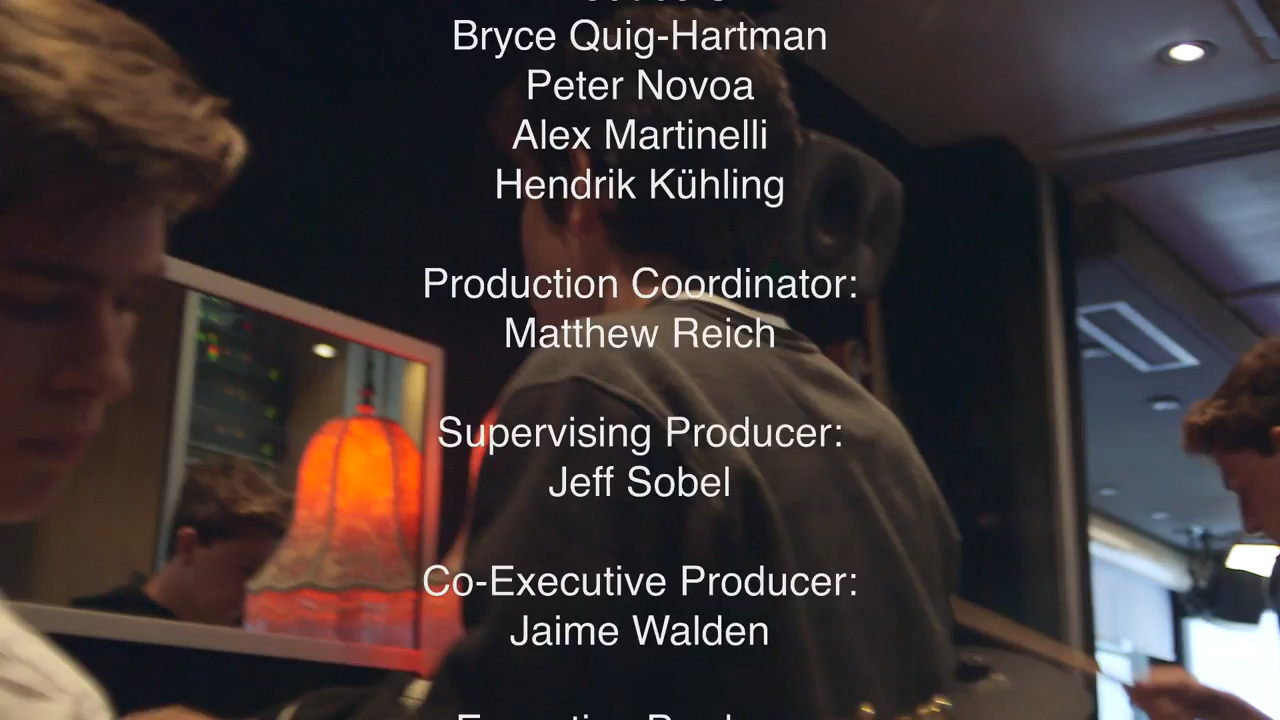 Bryce Quig-Hartman
Peter Novoa
Alex Martinelli
Hendrik Kühling
Production Coordinator:
Matthew Reich
Supervising Producer:
Jeff Sobel
Co-Executive Producer:
Jaime Walden